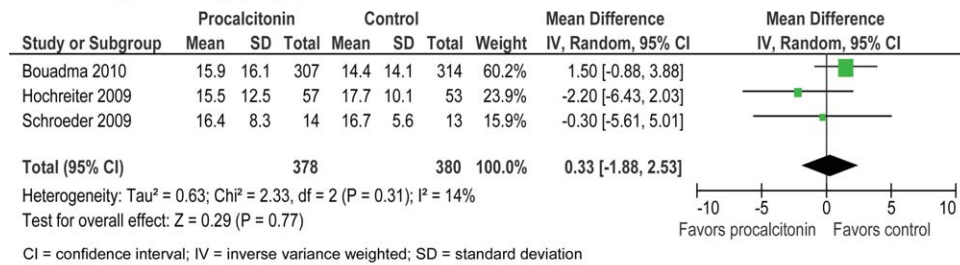 Procalcitonin Control Mean Difference Mean Difference
Study or Subgroup Mean SD Total Mean SD Total Weight IV, Random, 95% CI IV, Random, 95% CI
Bouadma 2010 15.9 16.1 307 14.4 14.1 314 60.2% 1.50 [-0.88, 3.88]
Hochreiter 2009 15.5 12.5 57 17.7 10.1 53 23.9% -2.20 [-6.43, 2.03]
Schroeder 2009 16.4 8.3 14 16.7 5.6 13 15.9% -0.30 [-5.61, 5.01]
Total (95% CI) 378 380 100.0% 0.33 [-1.88, 2.53]
Heterogeneity: Tau² = 0.63; Chi² = 2.33, df = 2 (P = 0.31); I² = 14%
Test for overall effect: Z = 0.29 (P = 0.77)
-10 -5 0 5 10
Favors procalcitonin Favors control
CI = confidence interval; IV = inverse variance weighted; SD = standard deviation